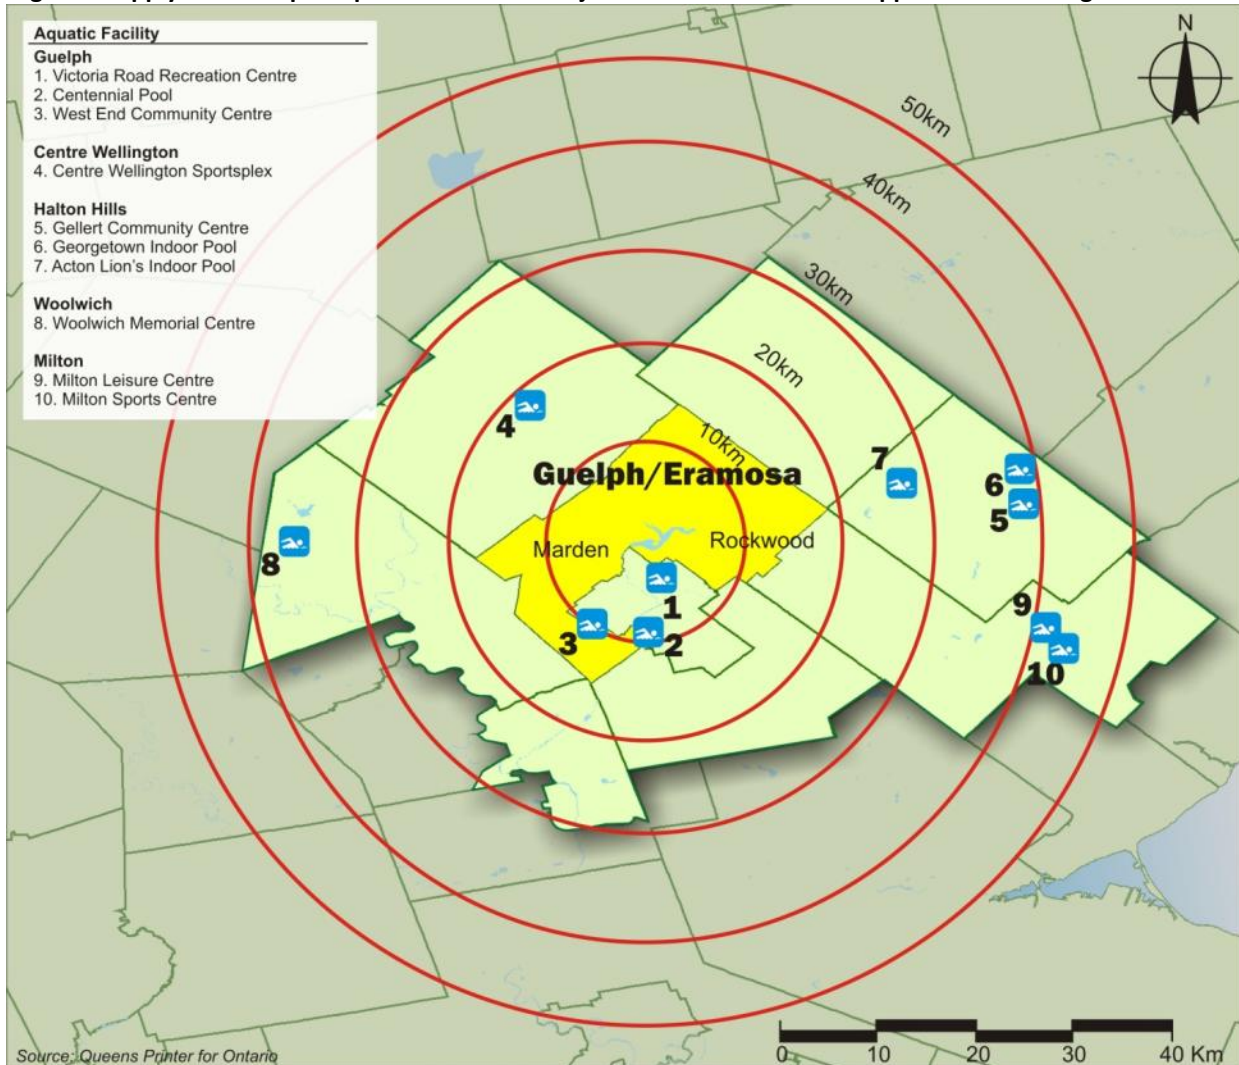 Aquatic Facility
Guelph
1. Victoria Road Recreation Centre
2. Centennial Pool
3. West End Community Centre
Centre Wellington
4. Centre Wellington Sportsplex
Halton Hills
5. Gellert Community Centre
6. Georgetown Indoor Pool
7. Acton Lion's Indoor Pool
Woolwich
8. Woolwich Memorial Centre
Milton
9. Milton Leisure Centre
10. Milton Sports Centre
N
50km
40km
30km
20km
10km
4
Guelph/Eramosa
7
6
5
8
Marden
Rockwood
1
3
2
9
10
0 10 20 30 40 Km
Source: Queens Printer for Ontario